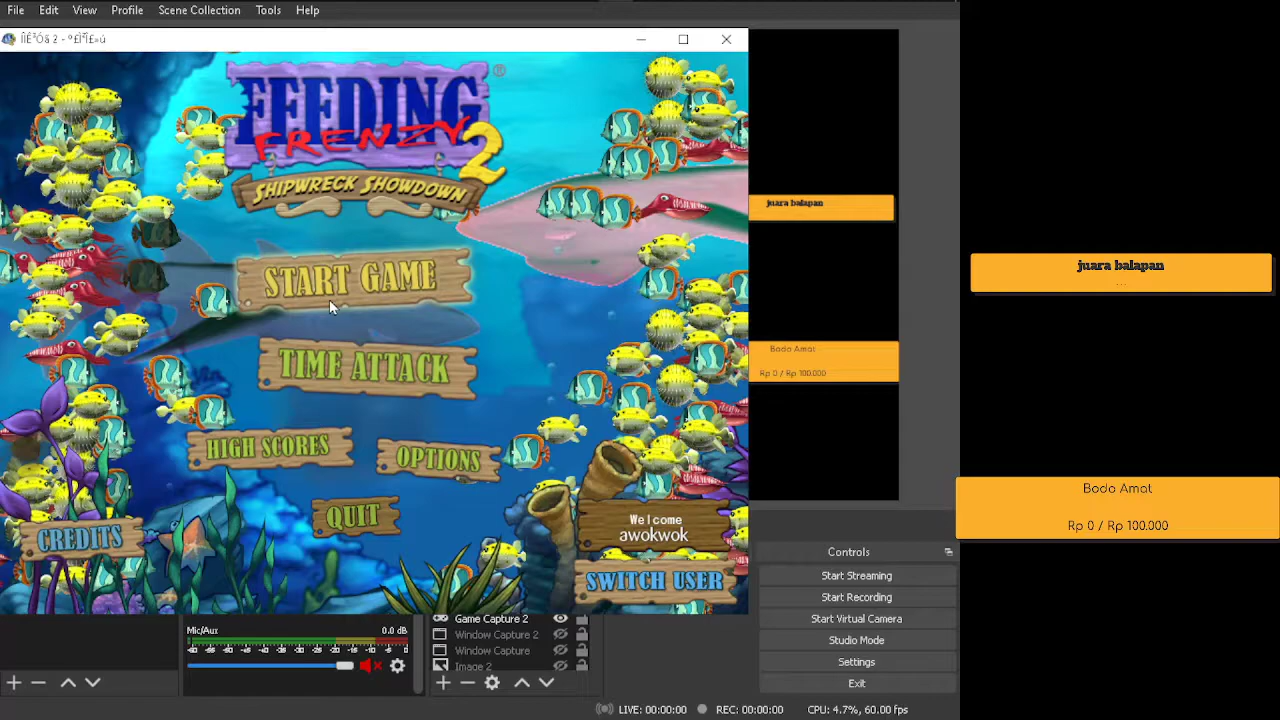 File Edit View Profile Scene Collection Tools Help
FEEDING
FRENZY 2
SHIPWRECK SHOWDOWN
®
START GAME
TIME ATTACK
HIGH SCORES
OPTIONS
QUIT
CREDITS
Welcome
awokwok
SWITCH USER
juara balapan
Bodo Amat
Rp 0 / Rp 100.000
juara balapan
...
Bodo Amat
Rp 0 / Rp 100.000
Controls
Start Streaming
Start Recording
Start Virtual Camera
Studio Mode
Settings
Exit
Mic/Aux
0.0 dB
Game Capture 2
Window Capture 2
Window Capture
Image 2
LIVE: 00:00:00
REC: 00:00:00
CPU: 4.7%, 60.00 fps